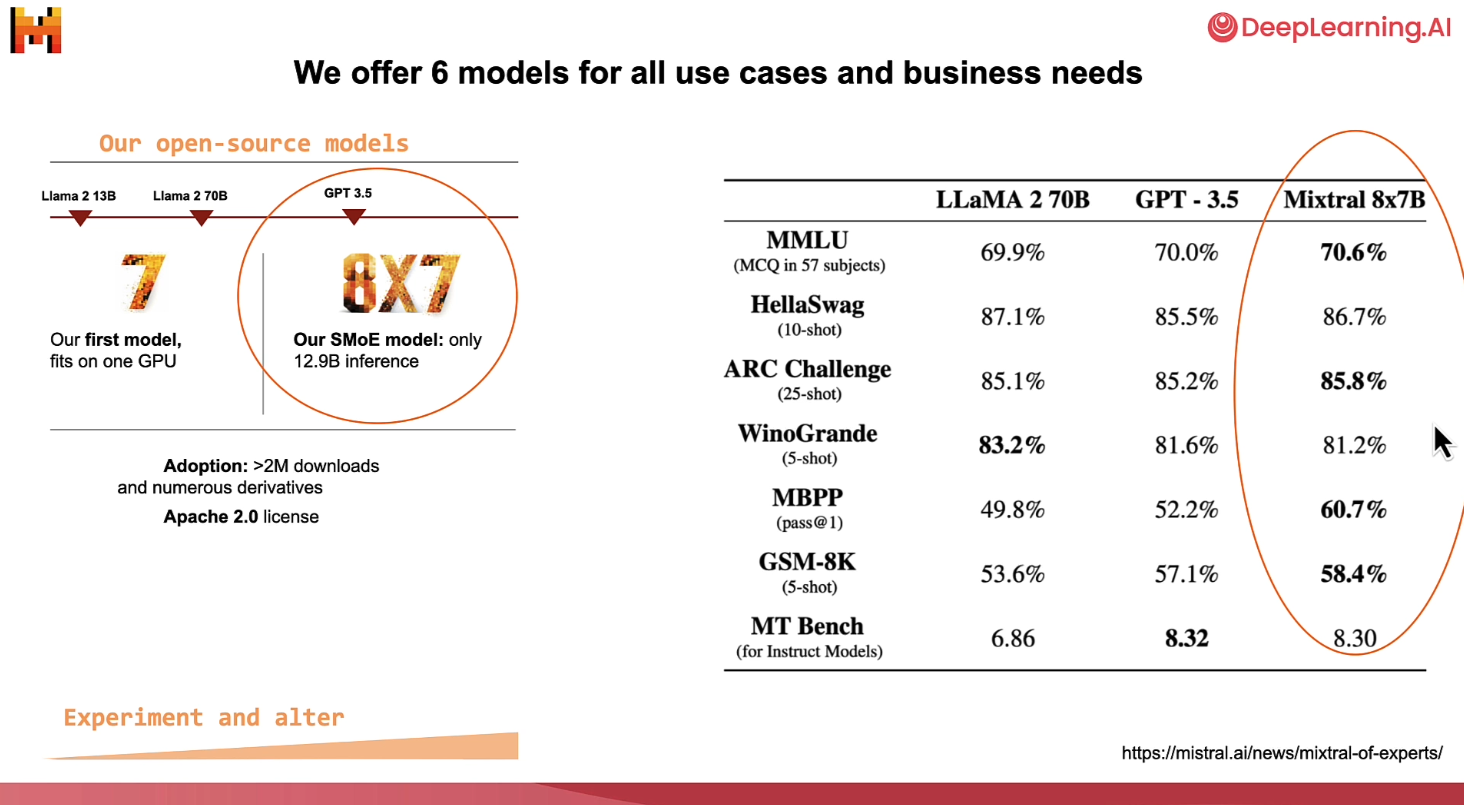 DeepLearning.AI
We offer 6 models for all use cases and business needs
Our open-source models
Llama 2 13B
Llama 2 70B
GPT 3.5
7
8X7
Our first model,
fits on one GPU
Our SMoE model: only
12.9B inference
Adoption: >2M downloads
and numerous derivatives
Apache 2.0 license
Experiment and alter
LLaMA 2 70B GPT - 3.5 Mixtral 8x7B
MMLU
(MCQ in 57 subjects)
69.9% 70.0% 70.6%
HellaSwag
(10-shot)
87.1% 85.5% 86.7%
ARC Challenge
(25-shot)
85.1% 85.2% 85.8%
WinoGrande
(5-shot)
83.2% 81.6% 81.2%
MBPP
(pass@1)
49.8% 52.2% 60.7%
GSM-8K
(5-shot)
53.6% 57.1% 58.4%
MT Bench
(for Instruct Models)
6.86 8.32 8.30
https://mistral.ai/news/mixtral-of-experts/